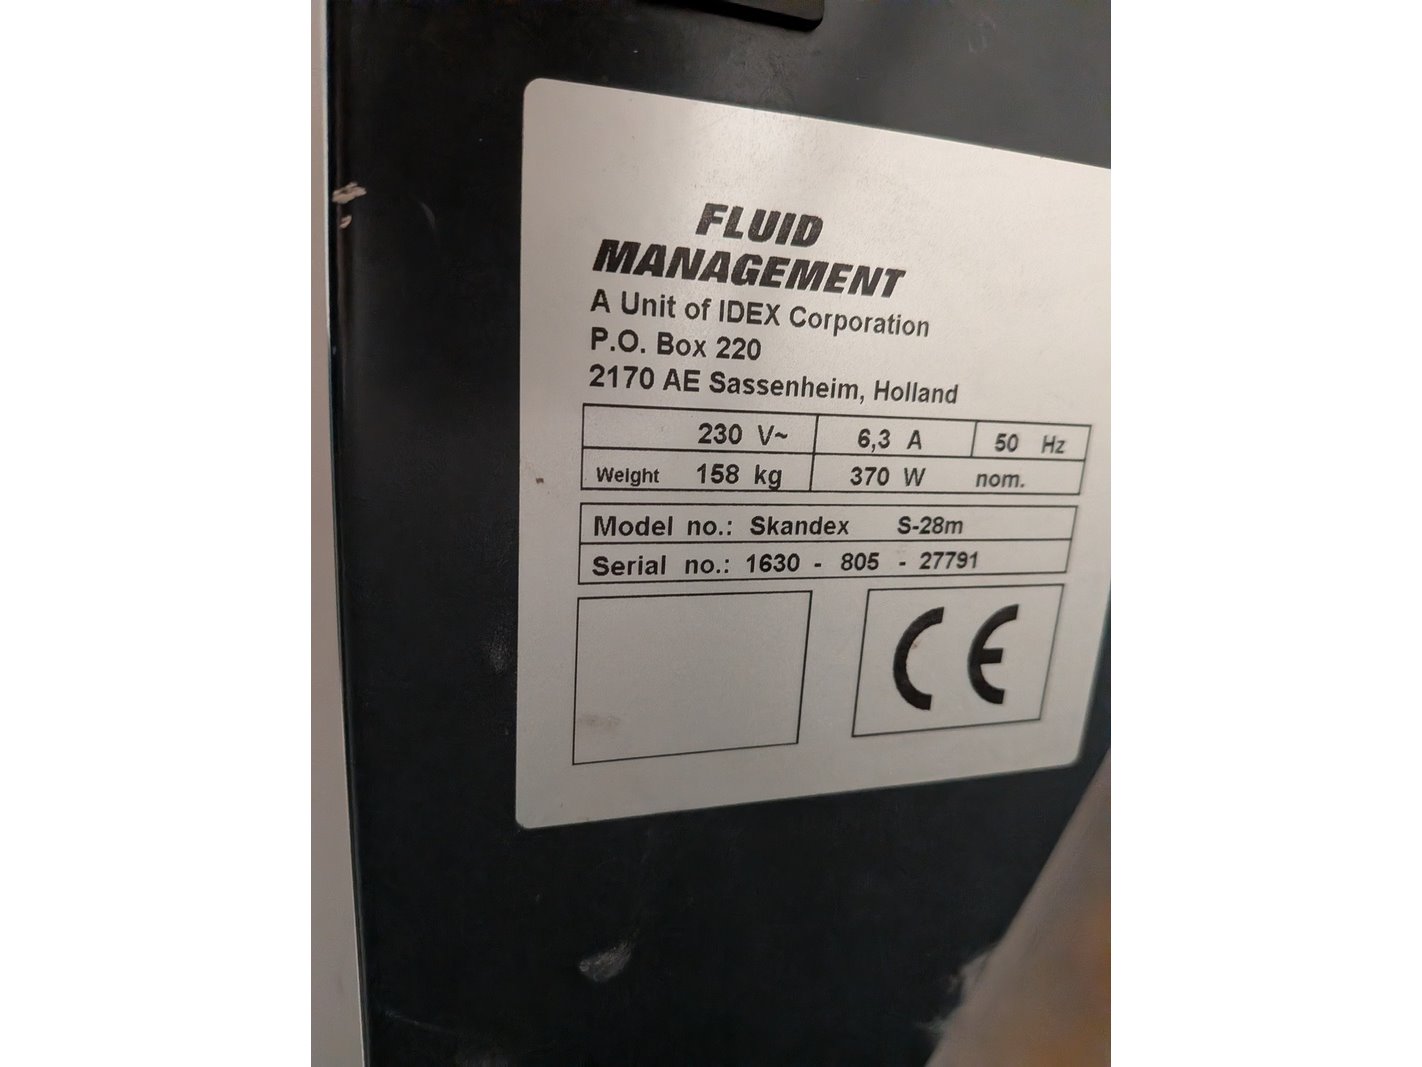 FLUID
MANAGEMENT
A Unit of IDEX Corporation
P.O. Box 220
2170 AE Sassenheim, Holland
230 V~ 6,3 A 50 Hz
Weight 158 kg 370 W nom.
Model no.: Skandex S-28m
Serial no.: 1630 - 805 - 27791
CE